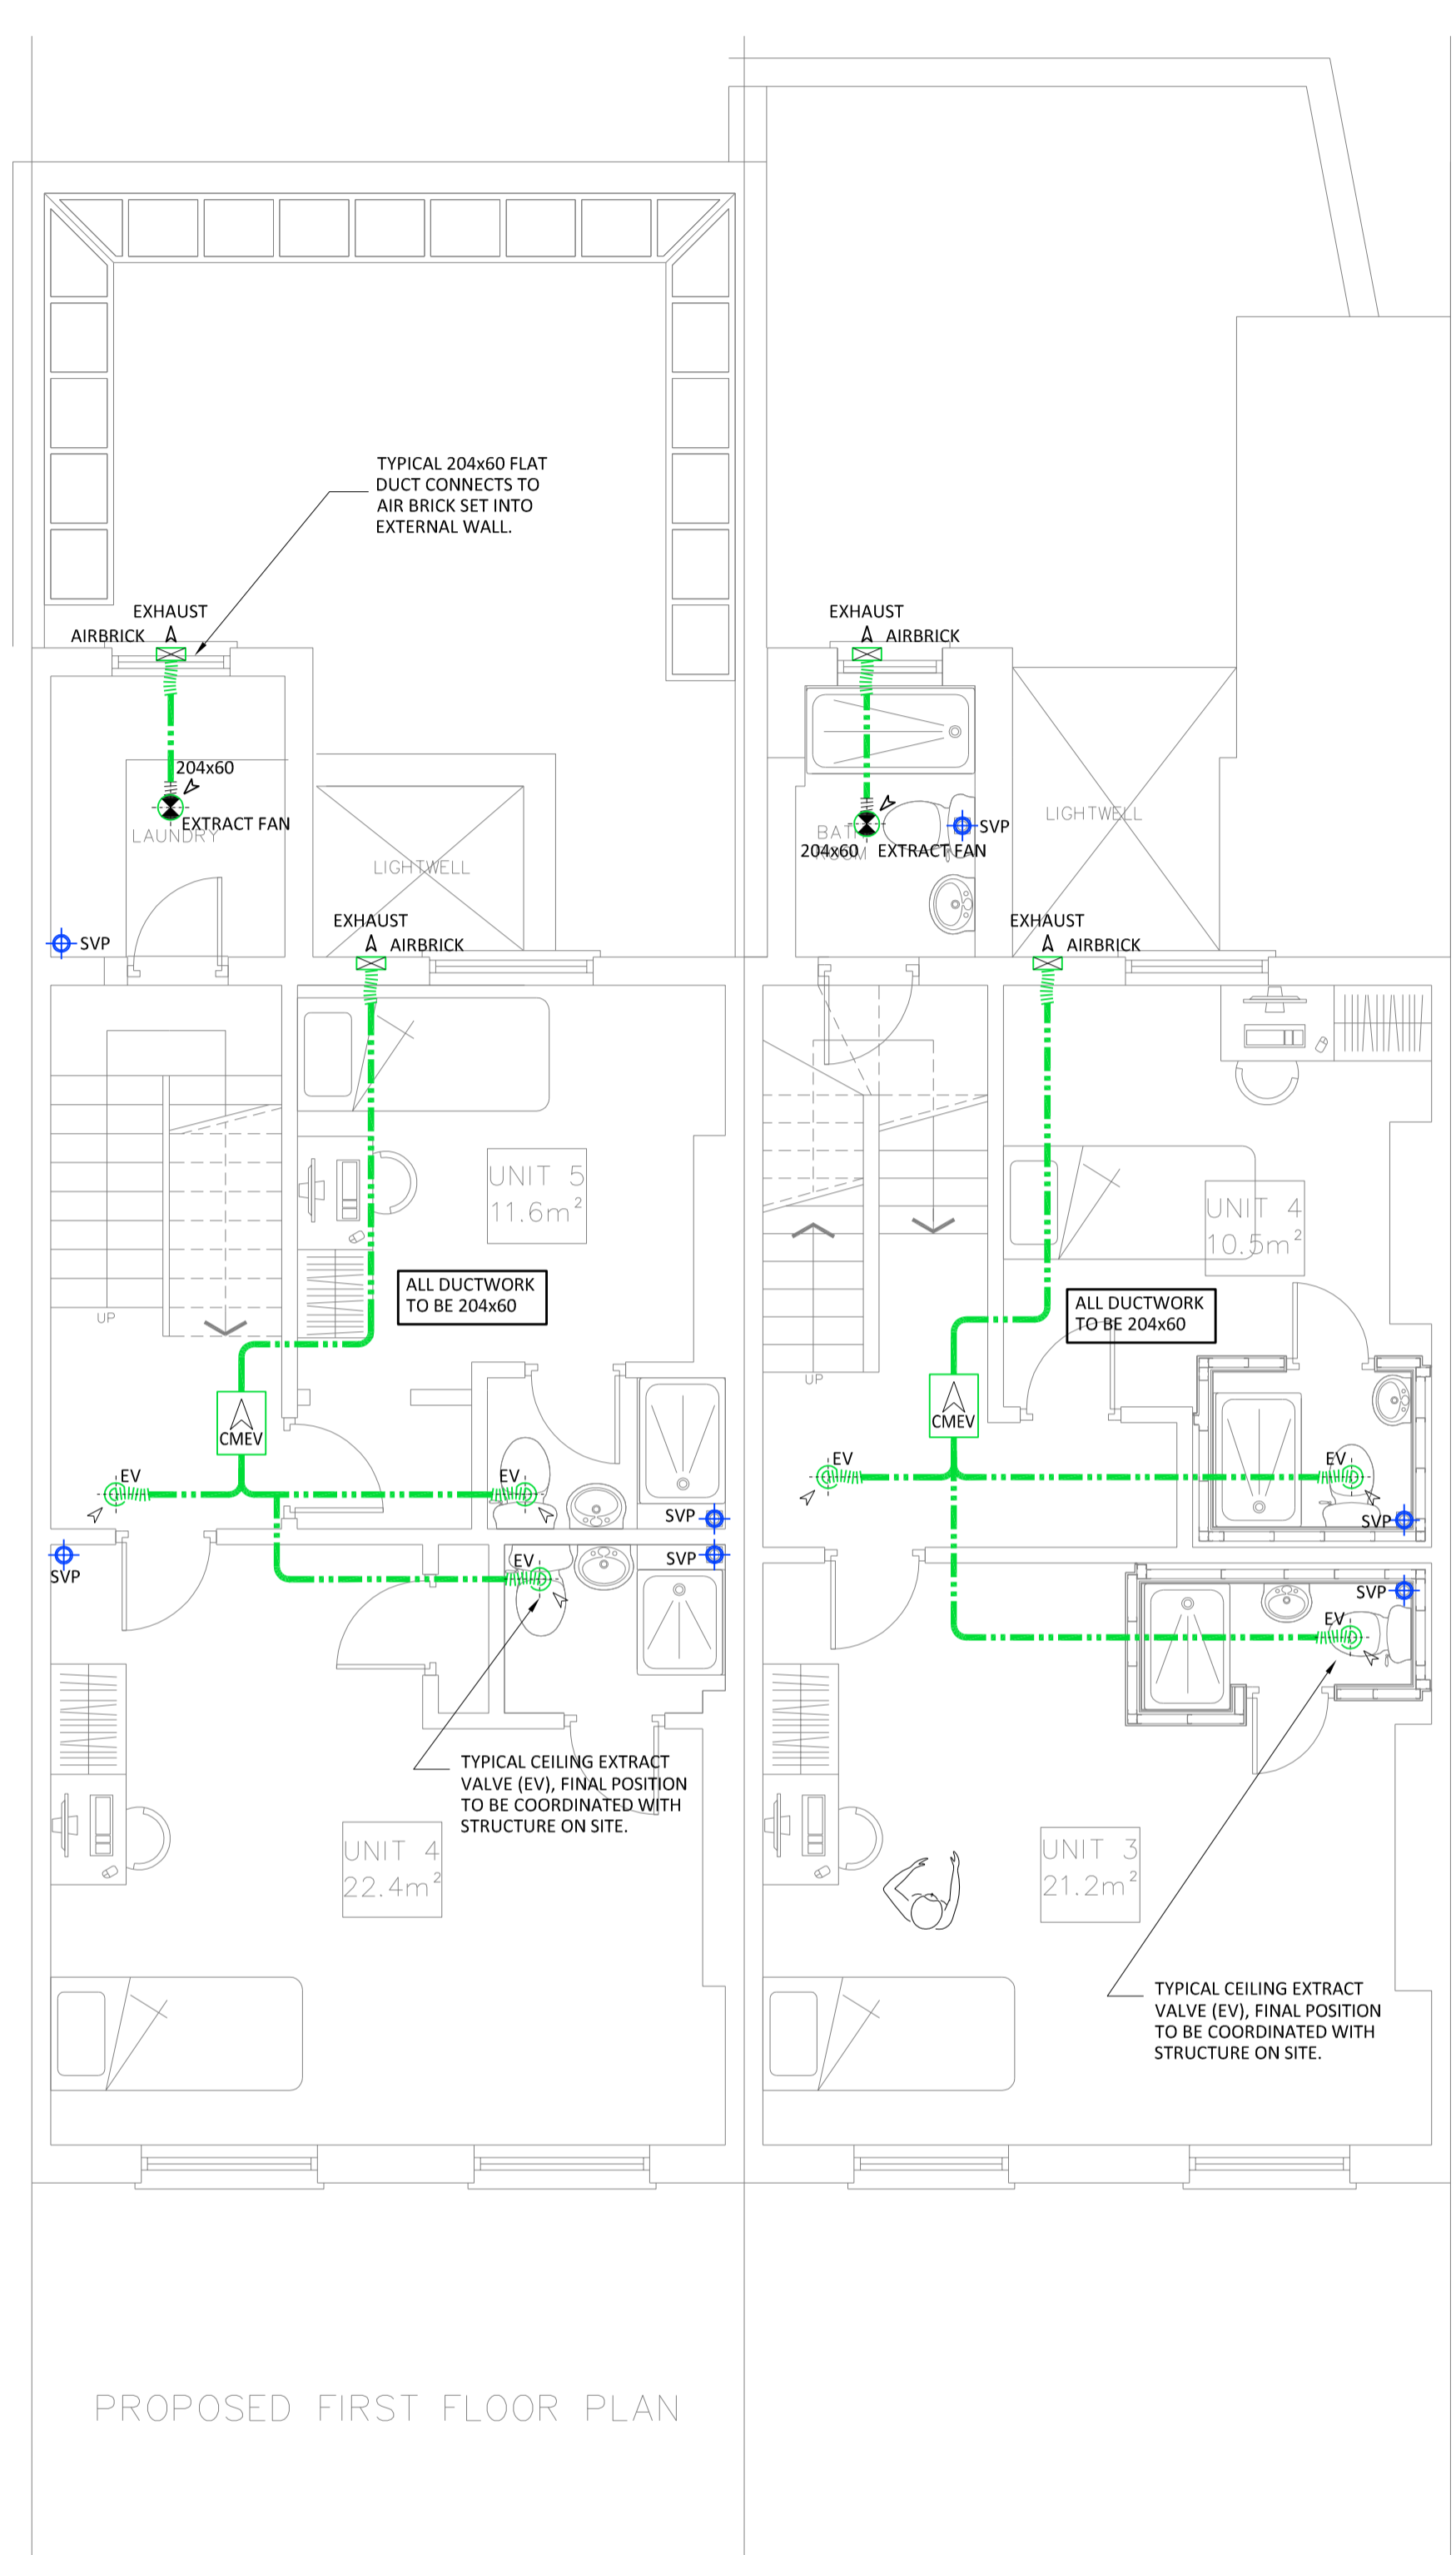 TYPICAL 204x60 FLAT
DUCT CONNECTS TO
AIR BRICK SET INTO
EXTERNAL WALL.
EXHAUST
AIRBRICK
204x60
EXTRACT FAN
LAUNDRY
LIGHTWELL
SVP
EXHAUST
AIRBRICK
EXHAUST
AIRBRICK
LIGHTWELL
SVP
BATH
ROOM
204x60
EXTRACT FAN
EXHAUST
AIRBRICK
UNIT 5
11.6m²
ALL DUCTWORK
TO BE 204x60
UP
CMEV
EV
EV
SVP
SVP
EV
SVP
TYPICAL CEILING EXTRACT
VALVE (EV), FINAL POSITION
TO BE COORDINATED WITH
STRUCTURE ON SITE.
UNIT 4
22.4m²
UNIT 4
10.5m²
ALL DUCTWORK
TO BE 204x60
UP
CMEV
EV
EV
SVP
SVP
EV
UNIT 3
21.2m²
TYPICAL CEILING EXTRACT
VALVE (EV), FINAL POSITION
TO BE COORDINATED WITH
STRUCTURE ON SITE.
PROPOSED FIRST FLOOR PLAN